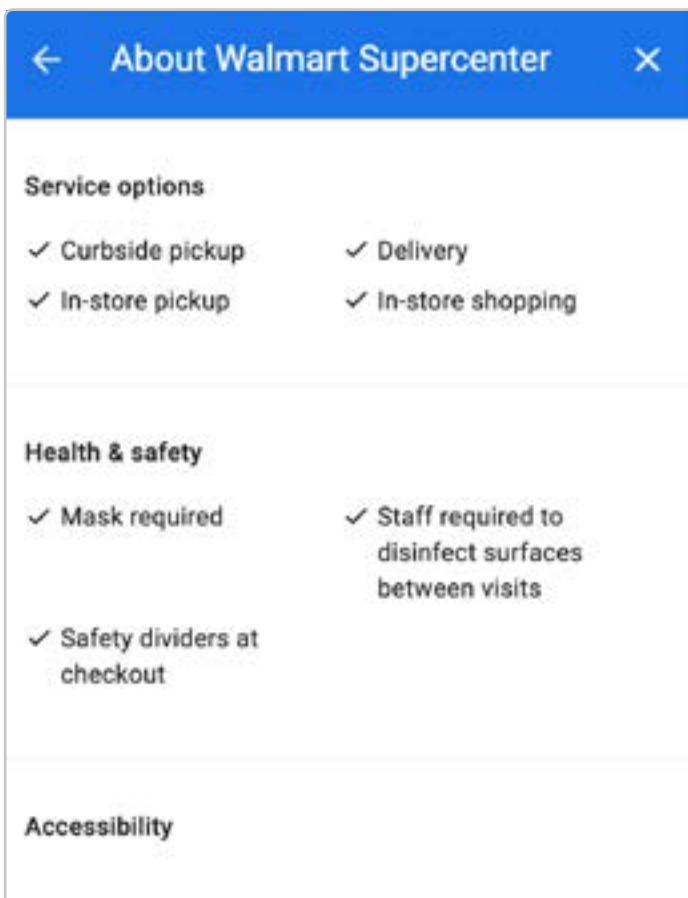 About Walmart Supercenter
Service options
Curbside pickup
Delivery
In-store pickup
In-store shopping
Health & safety
Mask required
Staff required to
disinfect surfaces
between visits
Safety dividers at
checkout
Accessibility